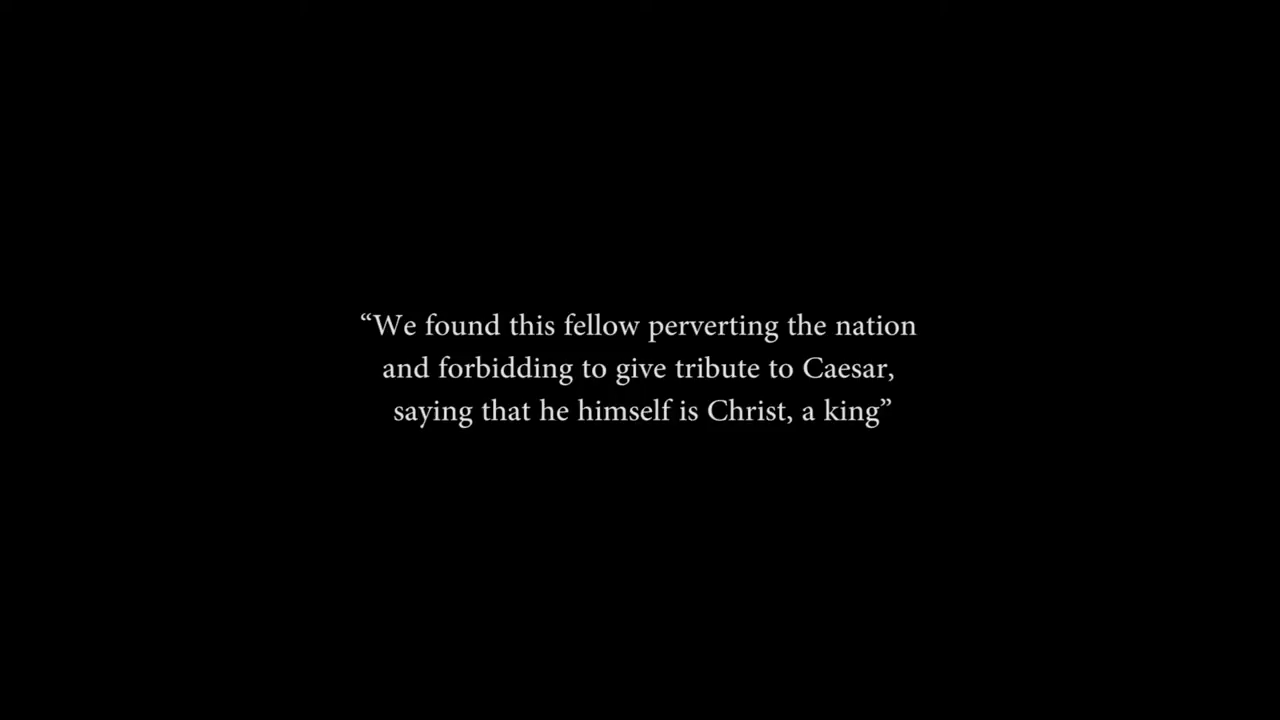 “We found this fellow perverting the nation
and forbidding to give tribute to Caesar,
saying that he himself is Christ, a king”